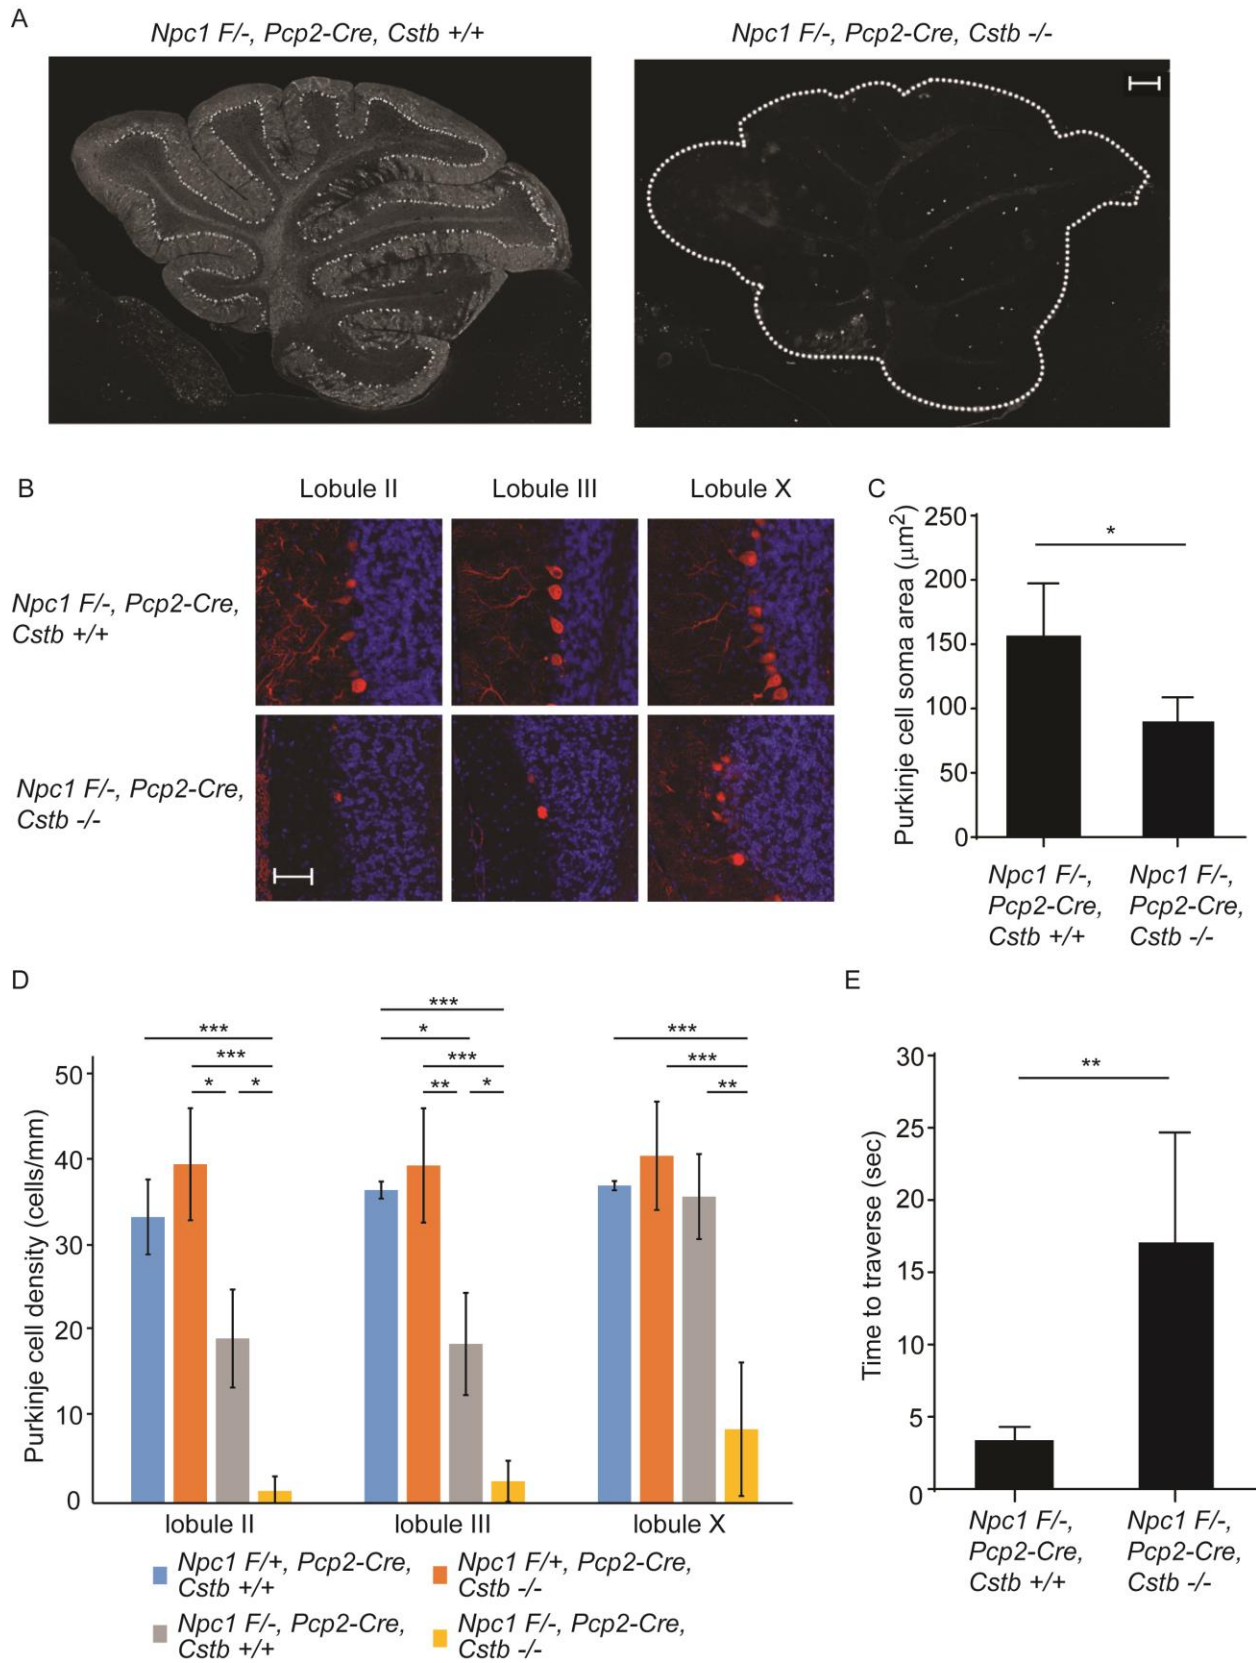 A
Npc1 F/-, Pcp2-Cre, Cstb +/+
Npc1 F/-, Pcp2-Cre, Cstb -/-
B
Lobule II
Lobule III
Lobule X
Npc1 F/-, Pcp2-Cre,
Cstb +/+
Npc1 F/-, Pcp2-Cre,
Cstb -/-
C
Purkinje cell soma area (µm²)
250
200
150
100
50
0
*
Npc1 F/-,
Pcp2-Cre,
Cstb +/+
Npc1 F/-,
Pcp2-Cre,
Cstb -/-
D
Purkinje cell density (cells/mm)
50
40
30
20
10
0
***
***
* *
***
*
***
** *
***
***
**
lobule II
lobule III
lobule X
Npc1 F/+, Pcp2-Cre,
Cstb +/+
Npc1 F/+, Pcp2-Cre,
Cstb -/-
Npc1 F/-, Pcp2-Cre,
Cstb +/+
Npc1 F/-, Pcp2-Cre,
Cstb -/-
E
Time to traverse (sec)
30
25
20
15
10
5
0
**
Npc1 F/-,
Pcp2-Cre,
Cstb +/+
Npc1 F/-,
Pcp2-Cre,
Cstb -/-